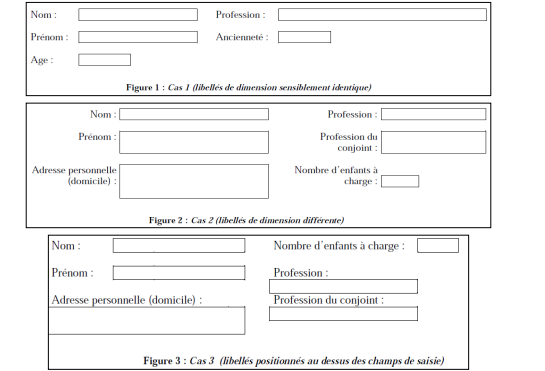 Nom : Profession :
Prénom : Ancienneté :
Age :
Figure 1 : Cas 1 (libellés de dimension sensiblement identique)
Nom : Profession :
Prénom : Profession du
conjoint :
Adresse personnelle Nombre d'enfants à
(domicile) : charge :
Figure 2 : Cas 2 (libellés de dimension différente)
Nom : Nombre d'enfants à charge :
Prénom : Profession :
Adresse personnelle (domicile) : Profession du conjoint :
Figure 3 : Cas 3 (libellés positionnés au dessus des champs de saisie)